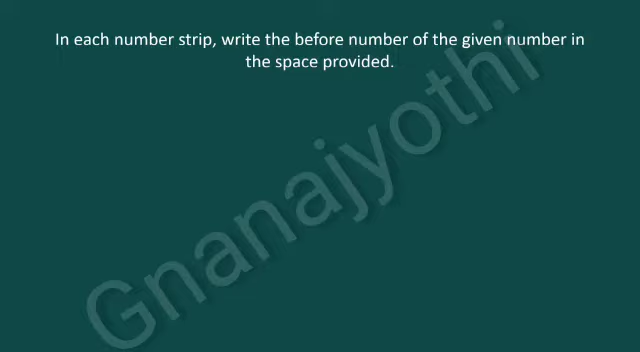 In each number strip, write the before number of the given number in
the space provided.
Gnanajyothi